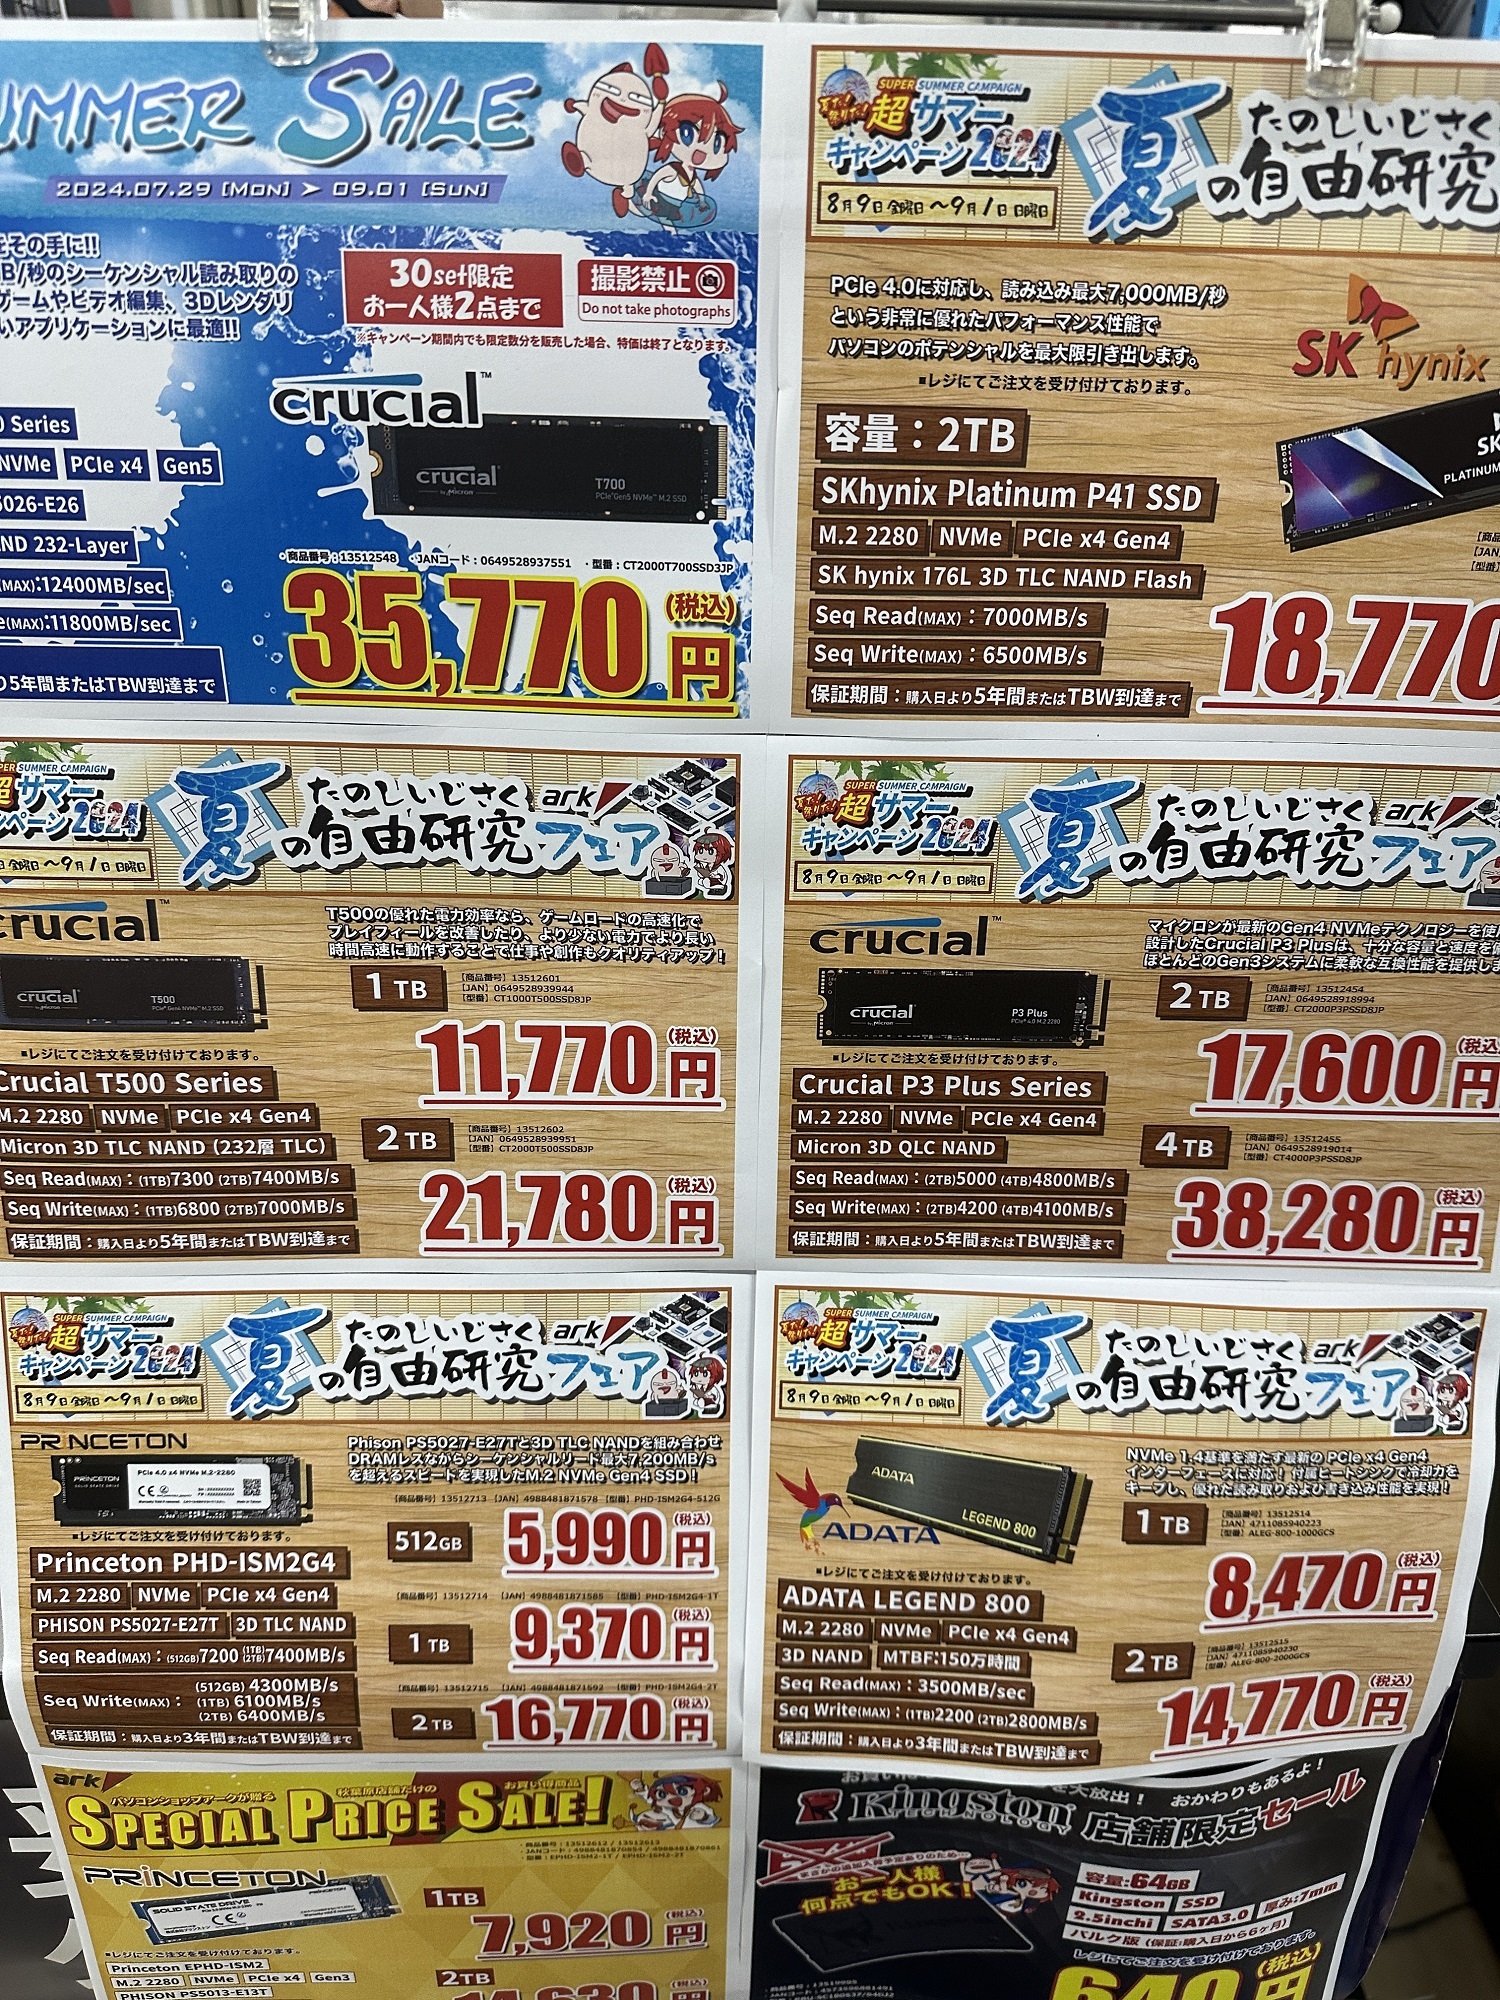 SUMMER SALE
2024.07.29 [Mon] ➤ 09.01 [Sun]
をその手に!!
B/秒のシーケンシャル読み取りの
ゲームやビデオ編集、3Dレンダリ
いアプリケーションに最適!!
30set限定
お一人様2点まで
撮影禁止
Do not take photographs
※キャンペーン期間内でも限定数分を販売した場合、特価は終了となります。
crucial™
crucial
by Micron
T700
PCIe® Gen5 NVMe™ M.2 SSD
0 Series
NVMe PCIe x4 Gen5
5026-E26
AND 232-Layer
(MAX):12400MB/sec
e(MAX):11800MB/sec
り5年間またはTBW到達まで
・商品番号：13512548 ・JANコード：0649528937551 ・型番：CT2000T700SSD3JP
35,770円(税込)
SUPER SUMMER CAMPAIGN
超サマー
キャンペーン2024
8月9日金曜日～9月1日日曜日
夏
たのしいじさく
の自由研究
PCIe 4.0に対応し、読み込み最大7,000MB/秒
という非常に優れたパフォーマンス性能で
パソコンのポテンシャルを最大限引き出します。
■レジにてご注文を受け付けております。
SK hynix
容量：2TB
SKhynix Platinum P41 SSD
M.2 2280 NVMe PCIe x4 Gen4
SK hynix 176L 3D TLC NAND Flash
Seq Read(MAX)：7000MB/s
Seq Write(MAX)：6500MB/s
保証期間：購入日より5年間またはTBW到達まで
SK
PLATINUM
18,770
SUMMER CAMPAIGN
超サマー
キャンペーン2024
日 金曜日～9月1日日曜日
夏
たのしいじさく ark
の自由研究フェア
crucial™
crucial
T500
PCIe® Gen4 NVMe™ M.2 SSD
T500の優れた電力効率なら、ゲームロードの高速化で
プレイフィールを改善したり、より少ない電力でより長い
時間高速に動作することで仕事や創作もクオリティアップ！
1TB
[商品番号] 13512601
[JAN] 0649528939944
[型番] CT1000T500SSD8JP
11,770円(税込)
■レジにてご注文を受け付けております。
Crucial T500 Series
M.2 2280 NVMe PCIe x4 Gen4
Micron 3D TLC NAND (232層 TLC)
Seq Read(MAX)：(1TB)7300 (2TB)7400MB/s
Seq Write(MAX)：(1TB)6800 (2TB)7000MB/s
保証期間：購入日より5年間またはTBW到達まで
2TB
[商品番号] 13512602
[JAN] 0649528939951
[型番] CT2000T500SSD8JP
21,780円(税込)
SUPER SUMMER CAMPAIGN
超サマー
キャンペーン2024
8月9日金曜日～9月1日日曜日
夏
たのしいじさく ark
の自由研究フェア
crucial™
crucial
by Micron
P3 Plus
PCIe® 4.0 M.2 2280
マイクロンが最新のGen4 NVMeテクノロジーを使用
設計したCrucial P3 Plusは、十分な容量と速度を
ほとんどのGen3システムに柔軟な互換性を提供しま
2TB
[商品番号] 13512454
[JAN] 0649528918994
[型番] CT2000P3PSSD8JP
17,600円(税込
■レジにてご注文を受け付けております。
Crucial P3 Plus Series
M.2 2280 NVMe PCIe x4 Gen4
Micron 3D QLC NAND
Seq Read(MAX)：(2TB)5000 (4TB)4800MB/s
Seq Write(MAX)：(2TB)4200 (4TB)4100MB/s
保証期間：購入日より5年間またはTBW到達まで
4TB
[商品番号] 13512455
[JAN] 0649528919014
[型番] CT4000P3PSSD8JP
38,280円(税込)
SUPER SUMMER CAMPAIGN
超サマー
キャンペーン2024
8月9日金曜日～9月1日日曜日
夏
たのしいじさく ark
の自由研究フェア
PRINCETON
PRINCETON
SOLID STATE DRIVE
PCIe 4.0 x4 NVMe M.2-2280
Phison PS5027-E27Tと3D TLC NANDを組み合わせ
DRAMレスながらシーケンシャルリード最大7,200MB/s
を超えるスピードを実現したM.2 NVMe Gen4 SSD！
■レジにてご注文を受け付けております。
Princeton PHD-ISM2G4
M.2 2280 NVMe PCIe x4 Gen4
PHISON PS5027-E27T 3D TLC NAND
Seq Read(MAX)：(512GB)7200 (1TB)(2TB)7400MB/s
Seq Write(MAX)：
(512GB) 4300MB/s
(1TB) 6100MB/s
(2TB) 6400MB/s
保証期間：購入日より3年間またはTBW到達まで
[商品番号] 13512713 [JAN] 4988481871578 [型番] PHD-ISM2G4-512G
512GB
5,990円(税込)
[商品番号] 13512714 [JAN] 4988481871585 [型番] PHD-ISM2G4-1T
1TB
9,370円(税込)
[商品番号] 13512715 [JAN] 4988481871592 [型番] PHD-ISM2G4-2T
2TB
16,770円(税込)
SUPER SUMMER CAMPAIGN
超サマー
キャンペーン2024
8月9日金曜日～9月1日日曜日
夏
たのしいじさく ark
の自由研究フェア
ADATA
LEGEND 800
ADATA
NVMe 1.4基準を満たす最新の PCIe x4 Gen4
インターフェースに対応！付属ヒートシンクで冷却力を
キープし、優れた読み取りおよび書き込み性能を実現！
1TB
[商品番号] 13512514
[JAN] 4711085940223
[型番] ALEG-800-1000GCS
8,470円(税込)
■レジにてご注文を受け付けております。
ADATA LEGEND 800
M.2 2280 NVMe PCIe x4 Gen4
3D NAND MTBF:150万時間
Seq Read(MAX)：3500MB/sec
Seq Write(MAX)：(1TB)2200 (2TB)2800MB/s
保証期間：購入日より3年間またはTBW到達まで
2TB
[商品番号] 13512515
[JAN] 4711085940230
[型番] ALEG-800-2000GCS
14,770円(税込)
ark
パソコンショップアークが贈る 秋葉原店舗だけの お買い得商品
SPECIAL PRICE SALE!
・商品番号：13512612 / 13512613
PRINCETON
SOLID STATE DRIVE
PRINCETON
■レジにてご注文を受け付けております。
Princeton EPHD-ISM2
M.2 2280 NVMe PCIe x4 Gen3
PHISON PS5013-E13T
1TB
7,920円(税込)
2TB
14,630(税込)
を大放出！ おかわりもあるよ！
Kingston TECHNOLOGY 店舗限定セール
お一人様
何点でもOK！
容量:64GB
Kingston SSD
2.5inchi SATA3.0 厚み:7mm
バルク版 (保証:購入日から6ヶ月)
レジにてご注文を受け付けております。
640円(税込)